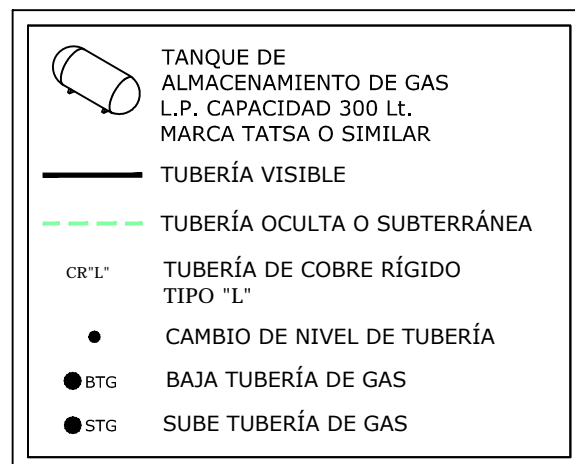 TANQUE DE
ALMACENAMIENTO DE GAS
L.P. CAPACIDAD 300 Lt.
MARCA TATSA O SIMILAR
TUBERÍA VISIBLE
TUBERÍA OCULTA O SUBTERRÁNEA
CR"L" TUBERÍA DE COBRE RÍGIDO
TIPO "L"
CAMBIO DE NIVEL DE TUBERÍA
BTG BAJA TUBERÍA DE GAS
STG SUBE TUBERÍA DE GAS